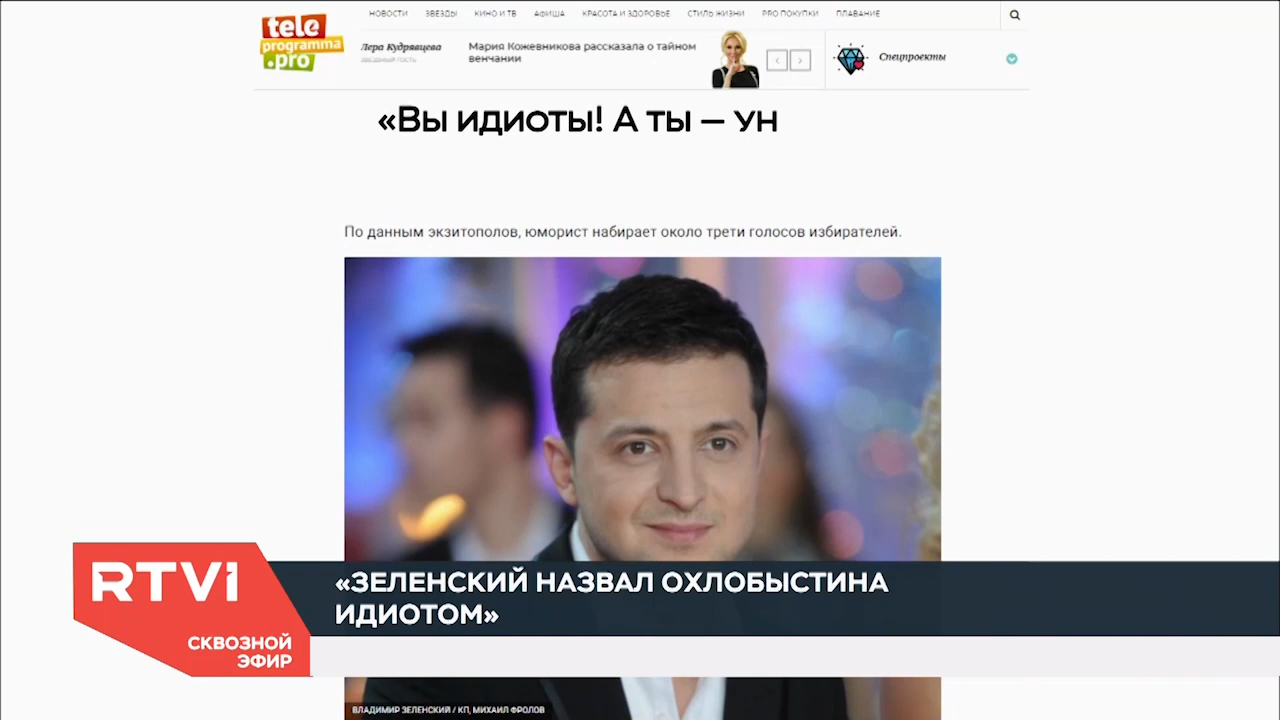 НОВОСТИ ЗВЕЗДЫ КИНО И ТВ АФИША КРАСОТА И ЗДОРОВЬЕ СТИЛЬ ЖИЗНИ PRO ПОКУПКИ ПЛАВАНИЕ
tele
programma
.pro
Лера Кудрявцева
звездный гость
Мария Кожевникова рассказала о тайном
венчании
Спецпроекты
«Вы идиоты! А ты — ун
По данным экзитополов, юморист набирает около трети голосов избирателей.
RTVI
СКВОЗНОЙ
ЭФИР
«ЗЕЛЕНСКИЙ НАЗВАЛ ОХЛОБЫСТИНА
ИДИОТОМ»
ВЛАДИМИР ЗЕЛЕНСКИЙ / КП, МИХАИЛ ФРОЛОВ